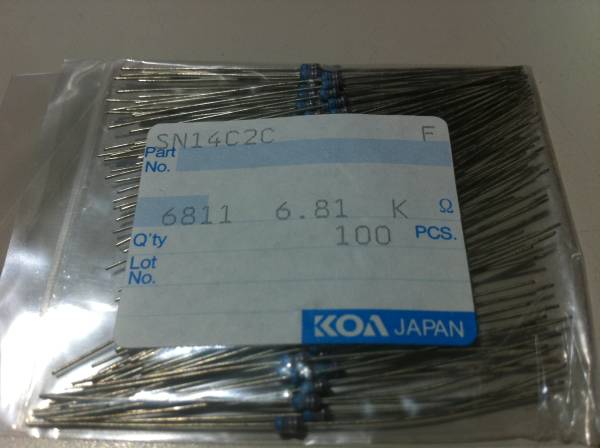 SN14C2C F
Part
No.
6811 6.81 K Ω
Q'ty 100 PCS.
Lot
No.
KOA JAPAN